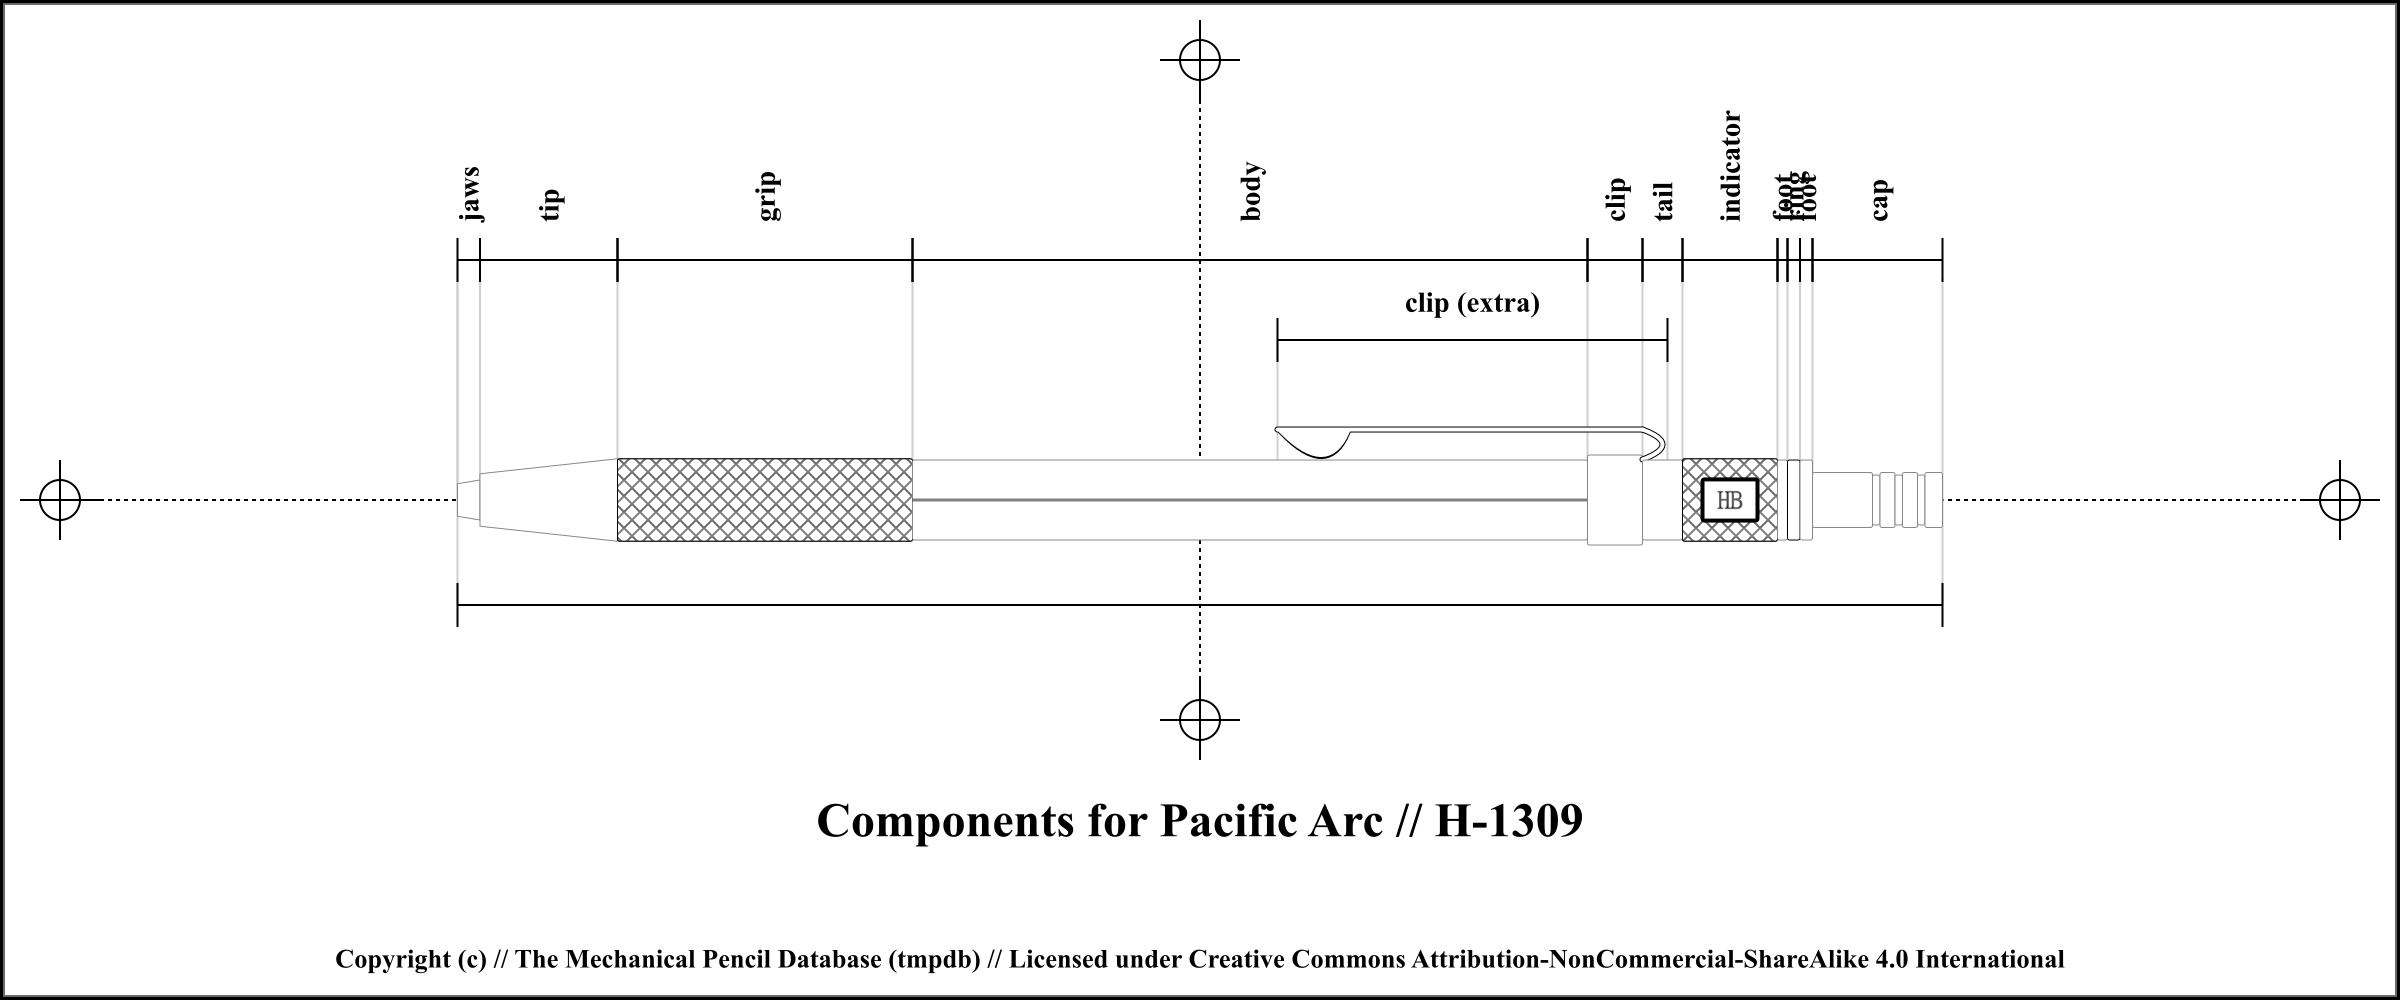 jaws
tip
grip
body
clip
tail
indicator
foot
ring
foot
cap
clip (extra)
HB
Components for Pacific Arc // H-1309
Copyright (c) // The Mechanical Pencil Database (tmpdb) // Licensed under Creative Commons Attribution-NonCommercial-ShareAlike 4.0 International